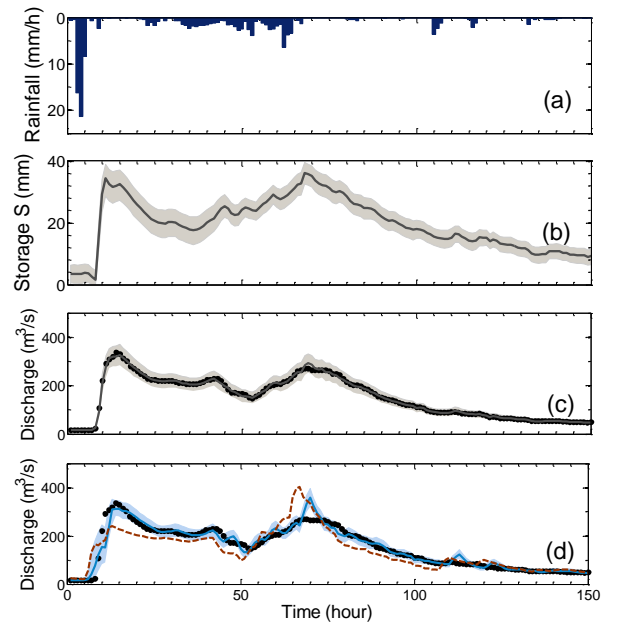 0
10
20
Rainfall (mm/h)
(a)
40
20
0
Storage S (mm)
(b)
400
200
0
Discharge (m³/s)
(c)
400
200
0
Discharge (m³/s)
(d)
0
50
100
150
Time (hour)